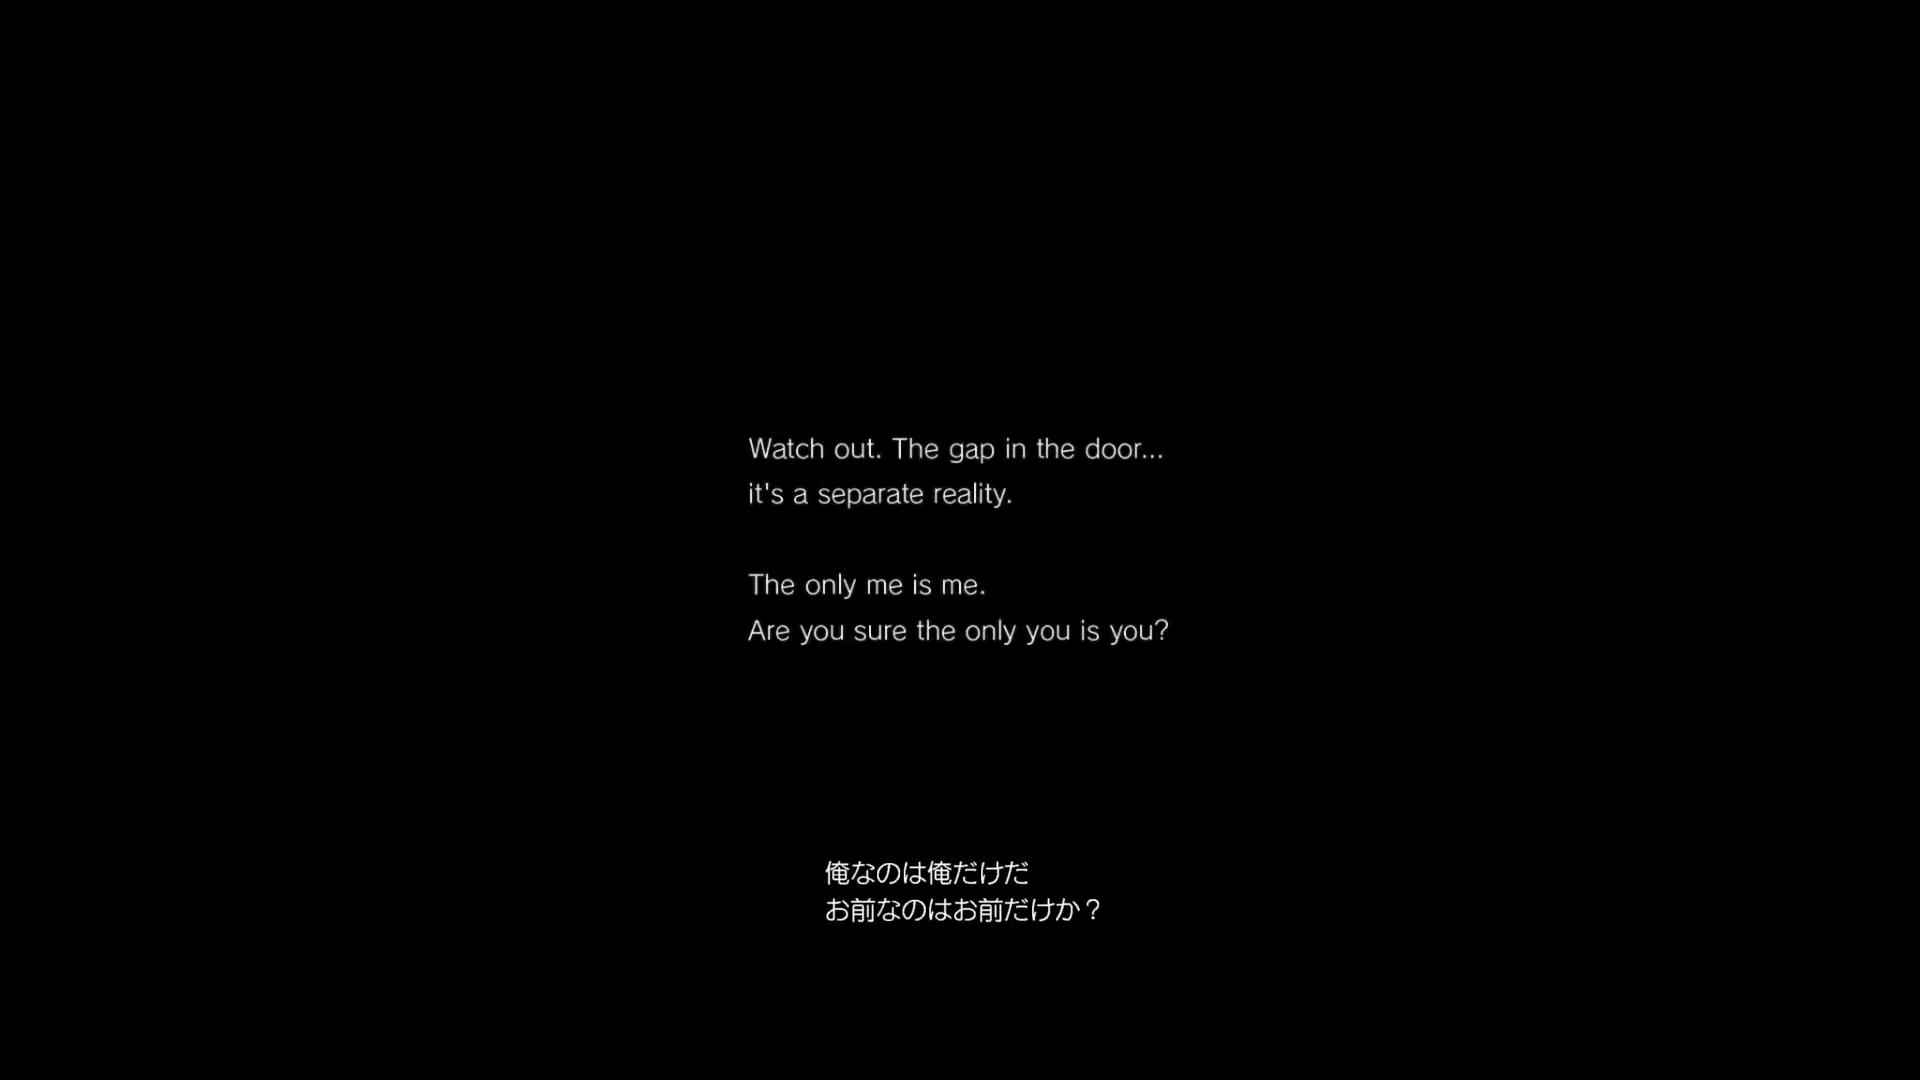 Watch out. The gap in the door...
it's a separate reality.
The only me is me.
Are you sure the only you is you?
俺なのは俺だけだ
お前なのはお前だけか？